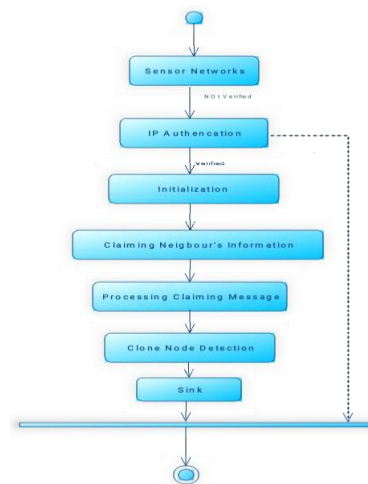 Sensor Networks
NOt Verified
IP Authencation
Verified
Initialization
Claiming Neigbour's Information
Processing Claiming Message
Clone Node Detection
Sink